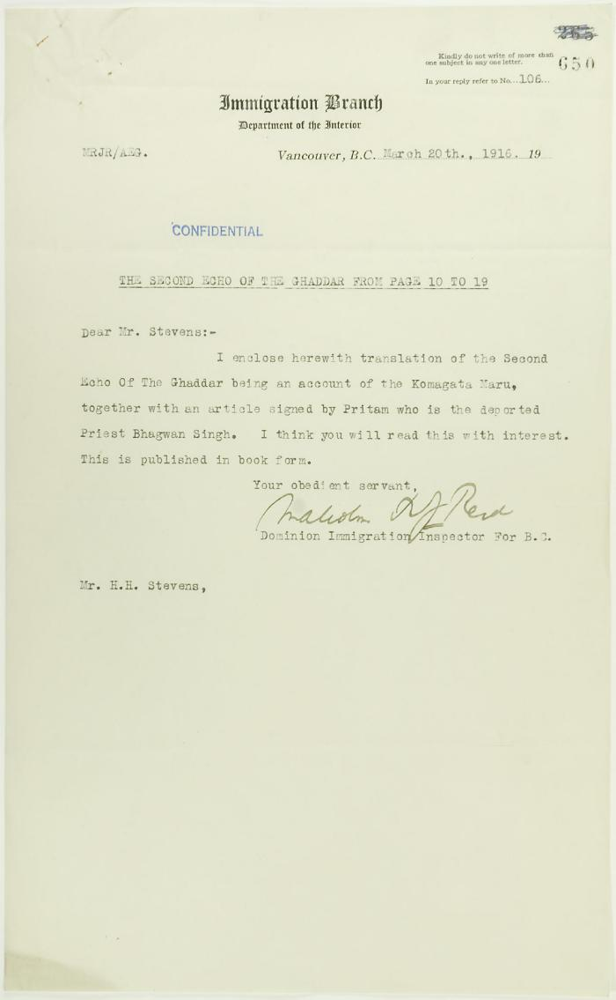 265
Kindly do not write of more than
one subject in any one letter.
650
In your reply refer to No...106...
Immigration Branch
Department of the Interior
MRJR/AEG.
Vancouver, B.C. March 20th., 1916. 19
CONFIDENTIAL
THE SECOND ECHO OF THE GHADDAR FROM PAGE 10 TO 19
Dear Mr. Stevens:-
I enclose herewith translation of the Second
Echo Of The Ghaddar being an account of the Komagata Maru,
together with an article signed by Pritam who is the deported
Priest Bhagwan Singh. I think you will read this with interest.
This is published in book form.
Your obedient servant,
Malcolm R J Reid
Dominion Immigration Inspector For B.C.
Mr. H.H. Stevens,